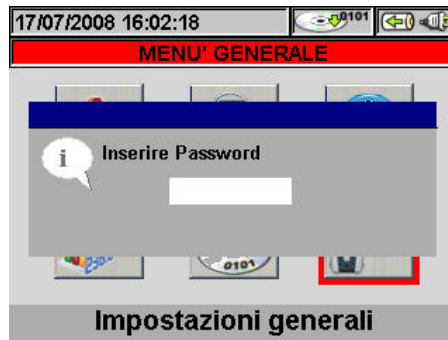 17/07/2008 16:02:18
0101
MENU' GENERALE
i
Inserire Password
0101
Impostazioni generali